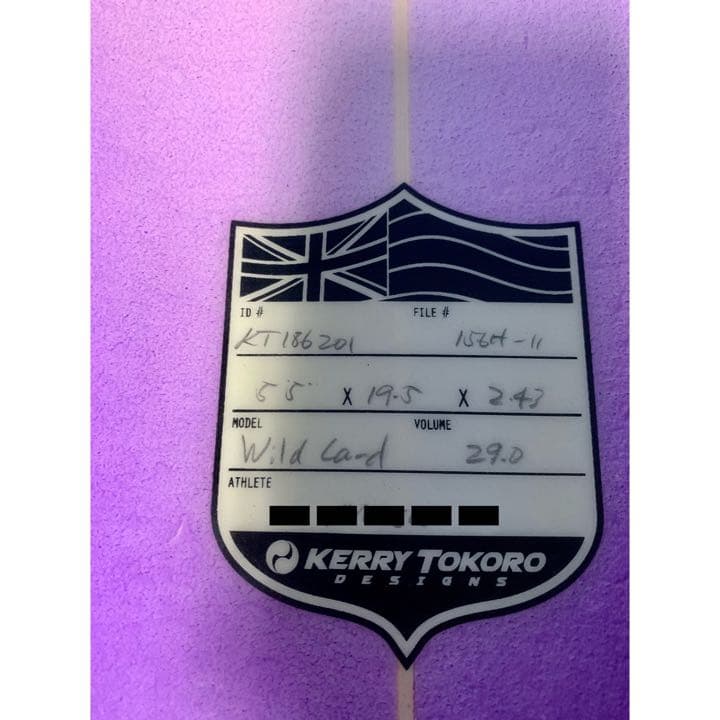 ID # FILE #
KT186201 156H-11
5 5 X 19.5 X 2.43
MODEL VOLUME
Wild Card 29.0
ATHLETE
KERRY TOKORO
DESIGNS